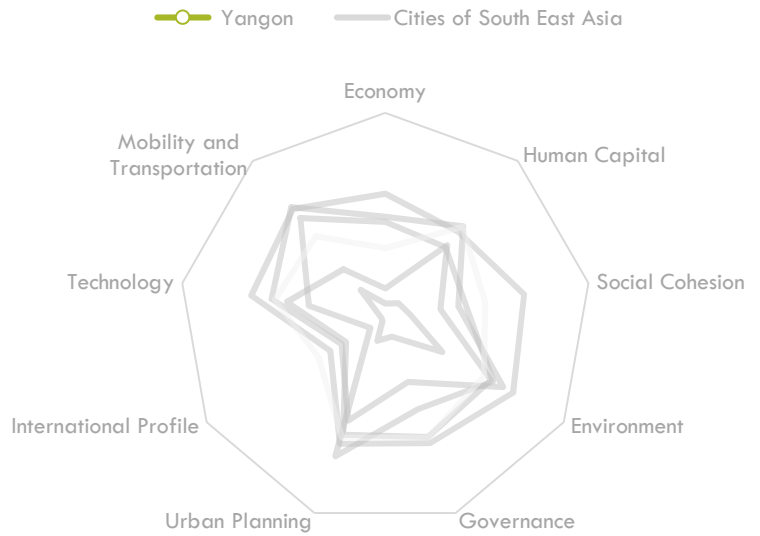 Yangon
Cities of South East Asia
Economy
Mobility and
Transportation
Human Capital
Technology
Social Cohesion
International Profile
Environment
Urban Planning
Governance